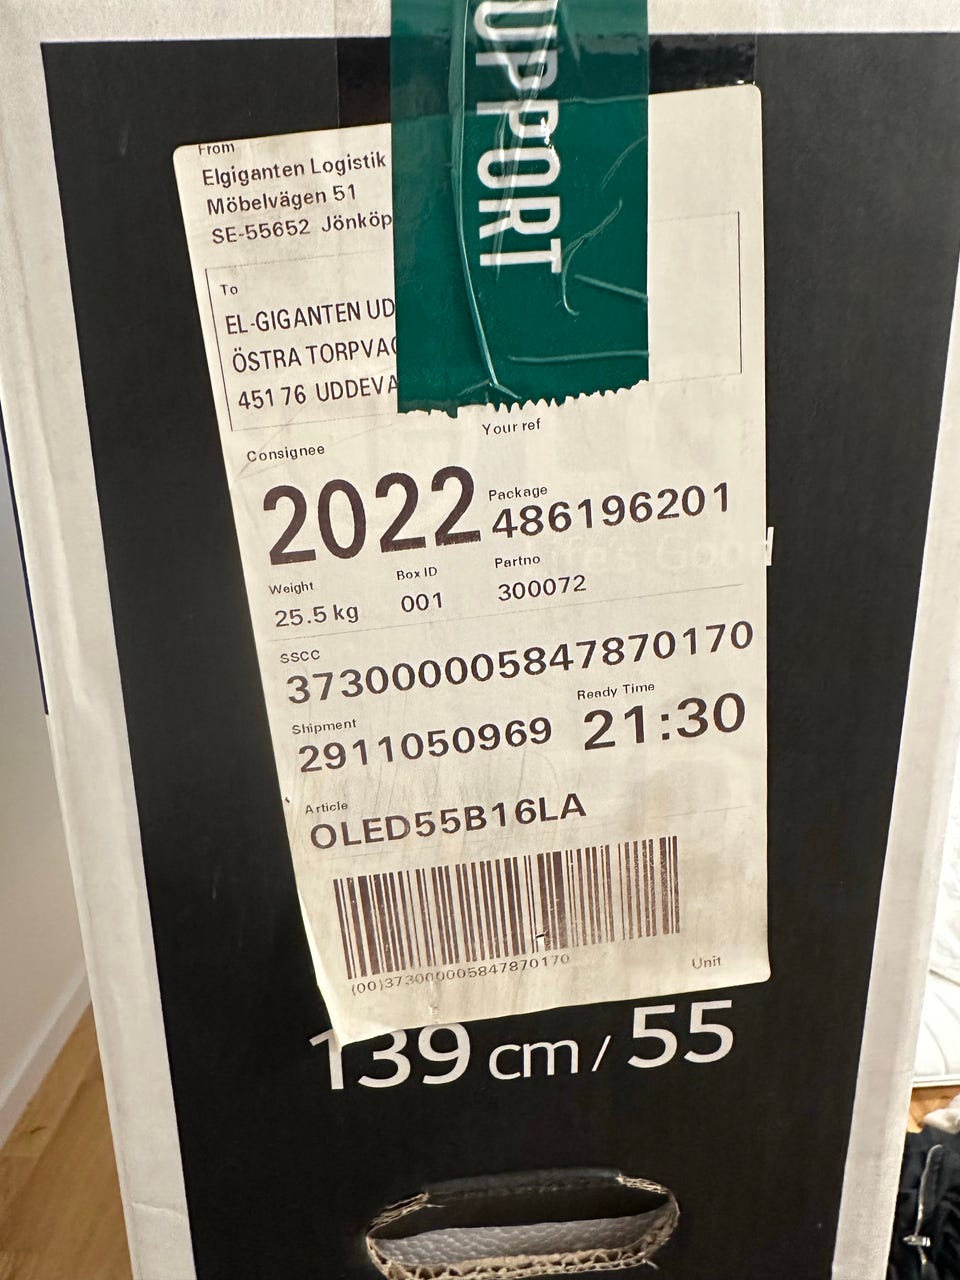 UPPORT
From
Elgiganten Logistik
Möbelvägen 51
SE-55652 Jönköp
To
EL-GIGANTEN UD
ÖSTRA TORPVA
451 76 UDDEVA
Your ref
Consignee
2022
Package
486196201
Weight
Box ID
Partno
25.5 kg
001
300072
SSCC
373000005847870170
Shipment
Ready Time
2911050969
21:30
Article
OLED55B16LA
(00)373000005847870170
Unit
139 cm / 55